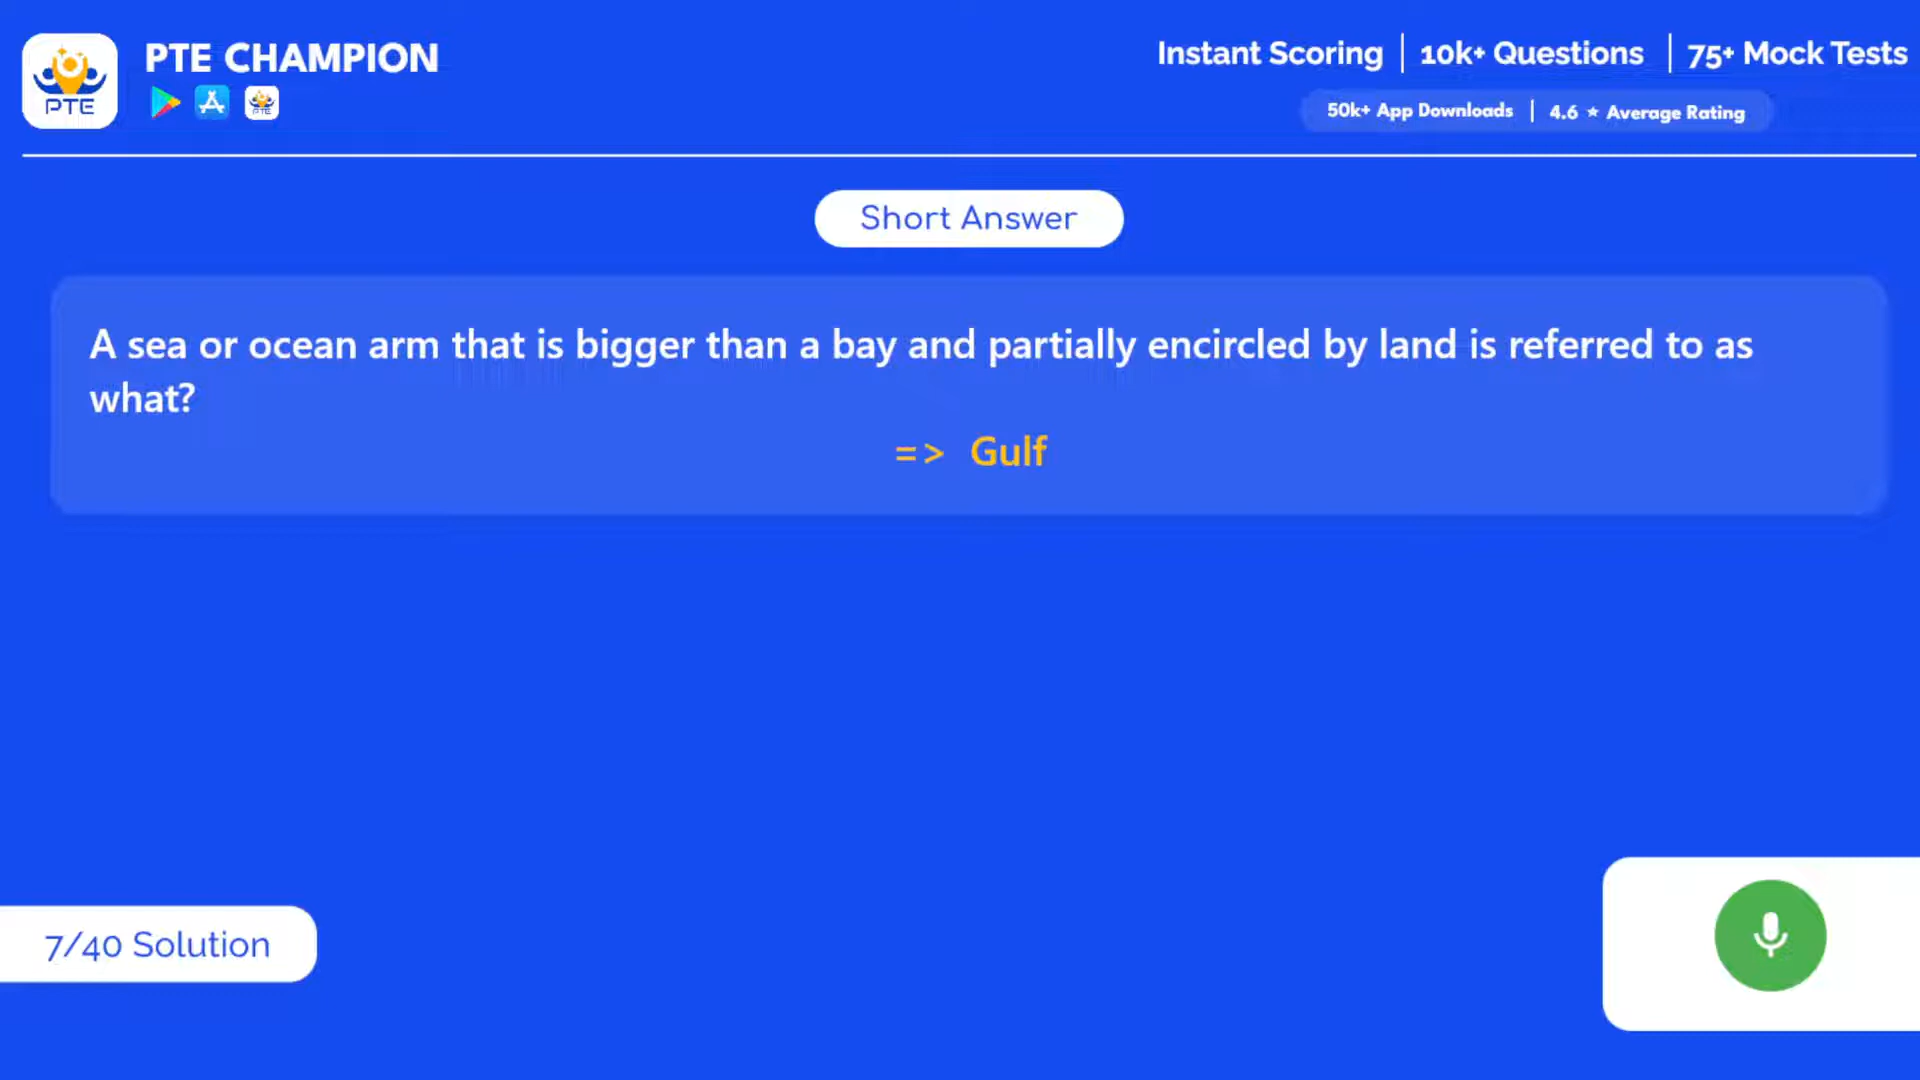 PTE CHAMPION
PTE
PTE
Instant Scoring | 10k+ Questions | 75+ Mock Tests
50k+ App Downloads | 4.6 ★ Average Rating
Short Answer
A sea or ocean arm that is bigger than a bay and partially encircled by land is referred to as
what?
=> Gulf
7/40 Solution